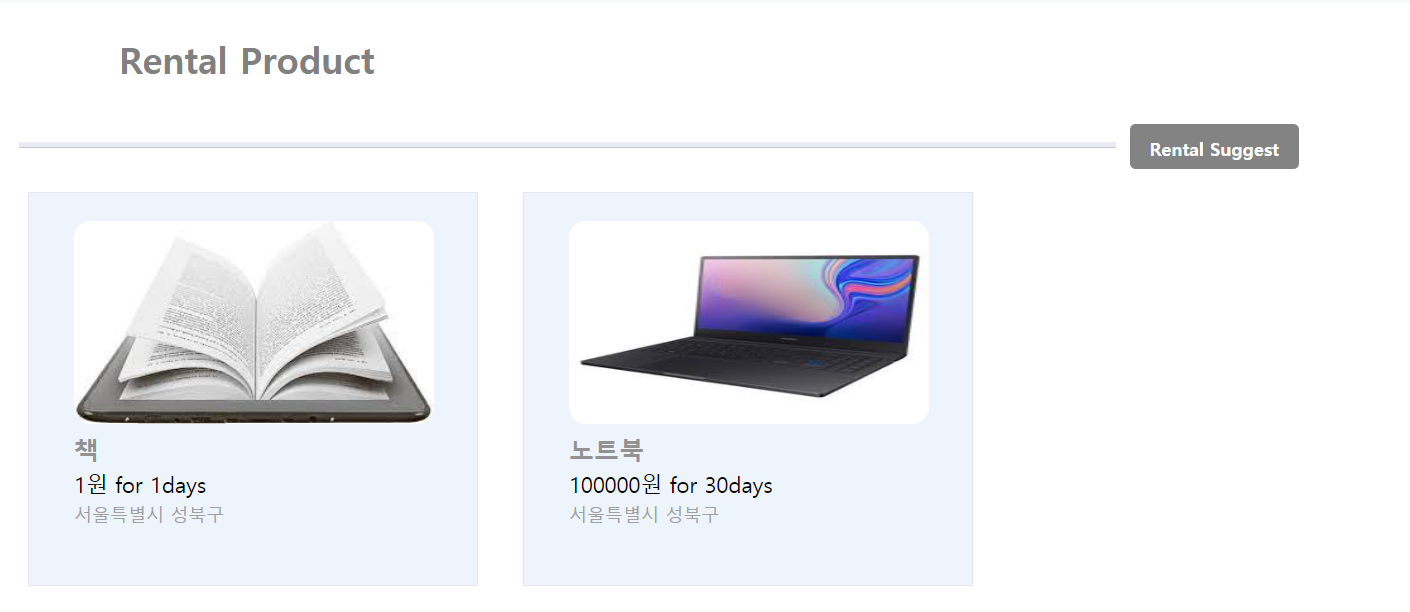 Rental Product
Rental Suggest
책
1원 for 1days
서울특별시 성북구
노트북
100000원 for 30days
서울특별시 성북구